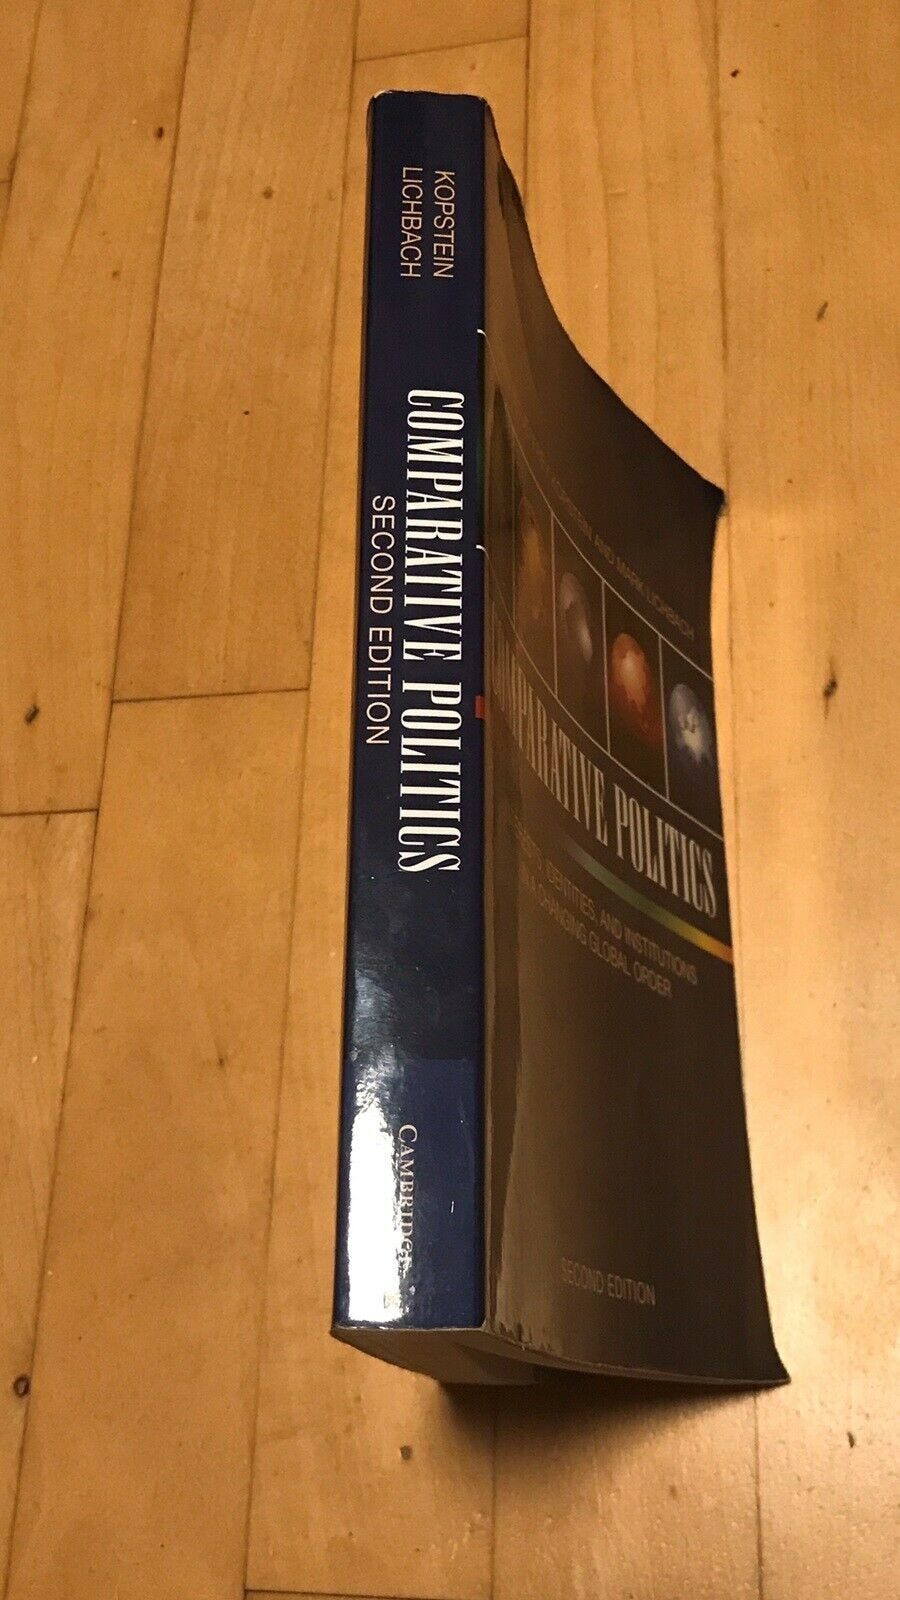 KOPSTEIN
LICHBACH
COMPARATIVE POLITICS
SECOND EDITION
CAMBRIDGE
AND MARK LICHBACH
COMPARATIVE POLITICS
IDENTITIES, AND INSTITUTIONS
IN A CHANGING GLOBAL ORDER
SECOND EDITION